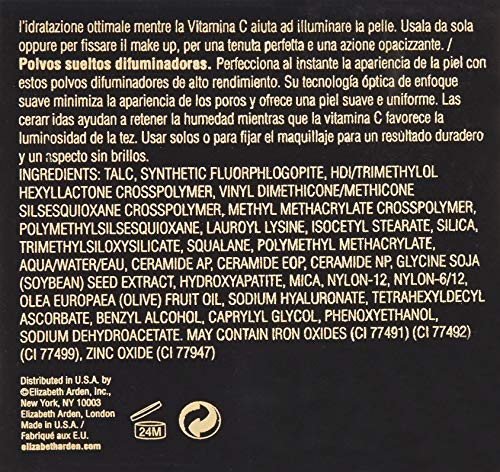 l'idratazione ottimale mentre la Vitamina C aiuta ad illuminare la pelle. Usala da sola
oppure per fissare il make up, per una tenuta perfetta e una azione opacizzante. /
Polvos sueltos difuminadores. Perfecciona al instante la apariencia de la piel con
estos polvos difuminadores de alto rendimiento. Su tecnología óptica de enfoque
suave minimiza la apariencia de los poros y ofrece una piel suave e uniforme. Las
ceramidas ayudan a retener la humedad mientras que la vitamina C favorece la
luminosidad de la tez. Usar solos o para fijar el maquillaje para un resultado duradero
y un aspecto sin brillos.
INGREDIENTS: TALC, SYNTHETIC FLUORPHLOGOPITE, HDI/TRIMETHYLOL
HEXYLLACTONE CROSSPOLYMER, VINYL DIMETHICONE/METHICONE
SILSESQUIOXANE CROSSPOLYMER, METHYL METHACRYLATE CROSSPOLYMER,
POLYMETHYLSILSESQUIOXANE, LAUROYL LYSINE, ISOCETYL STEARATE, SILICA,
TRIMETHYLSILOXYSILICATE, SQUALANE, POLYMETHYL METHACRYLATE,
AQUA/WATER/EAU, CERAMIDE AP, CERAMIDE EOP, CERAMIDE NP, GLYCINE SOJA
(SOYBEAN) SEED EXTRACT, HYDROXYAPATITE, MICA, NYLON-12, NYLON-6/12,
OLEA EUROPAEA (OLIVE) FRUIT OIL, SODIUM HYALURONATE, TETRAHEXYLDECYL
ASCORBATE, BENZYL ALCOHOL, CAPRYLYL GLYCOL, PHENOXYETHANOL,
SODIUM DEHYDROACETATE. MAY CONTAIN IRON OXIDES (CI 77491) (CI 77492)
(CI 77499), ZINC OXIDE (CI 77947)
Distributed in U.S.A. by
©Elizabeth Arden, Inc.,
New York, NY 10003
Elizabeth Arden, London
Made in U.S.A./
Fabriqué aux E.U.
elizabetharden.com
24M